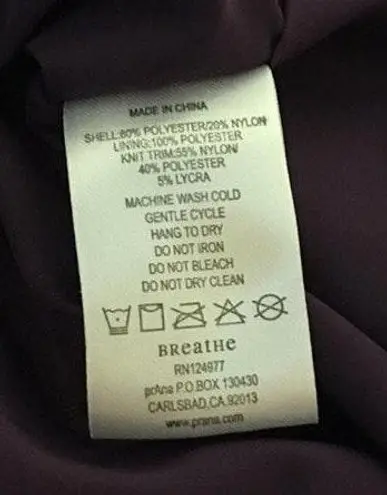 MADE IN CHINA
SHELL:80% POLYESTER/20% NYLON
LINING:100% POLYESTER
KNIT TRIM:55% NYLON/
40% POLYESTER
5% LYCRA
MACHINE WASH COLD
GENTLE CYCLE
HANG TO DRY
DO NOT IRON
DO NOT BLEACH
DO NOT DRY CLEAN
BReatHe
RN124977
prAna P.O.BOX 130430
CARLSBAD,CA.92013
www.prana.com